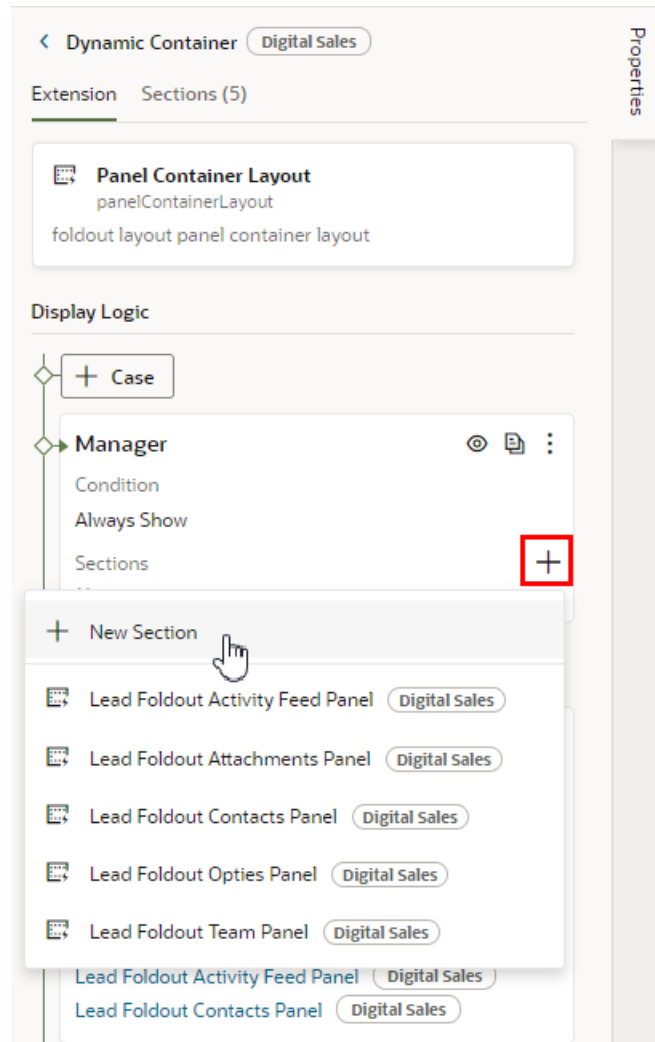 Dynamic Container Digital Sales
Properties
Extension Sections (5)
Panel Container Layout
panelContainerLayout
foldout layout panel container layout
Display Logic
+ Case
Manager
Condition
Always Show
Sections
+ New Section
Lead Foldout Activity Feed Panel Digital Sales
Lead Foldout Attachments Panel Digital Sales
Lead Foldout Contacts Panel Digital Sales
Lead Foldout Opties Panel Digital Sales
Lead Foldout Team Panel Digital Sales
Lead Foldout Activity Feed Panel Digital Sales
Lead Foldout Contacts Panel Digital Sales